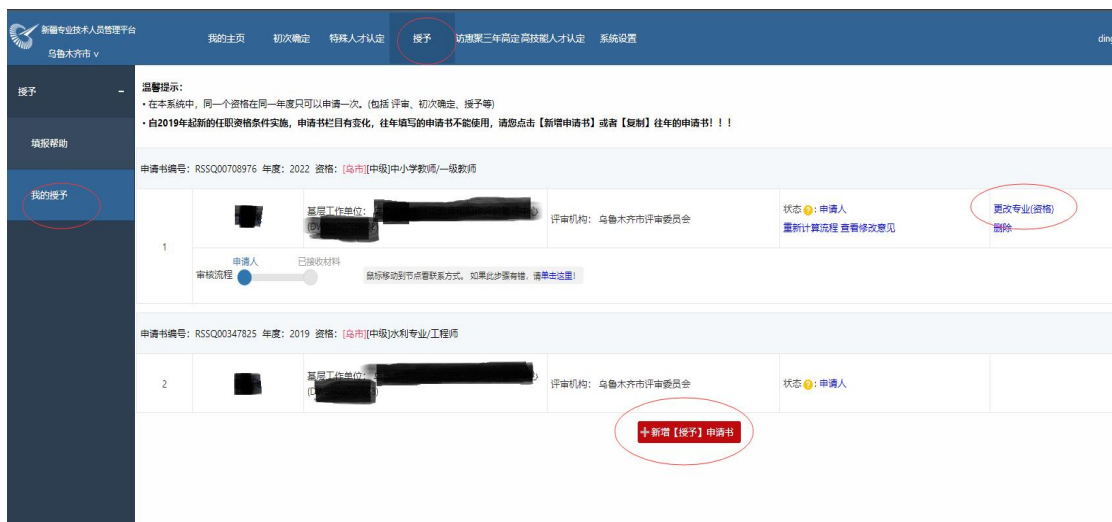 新疆专业技术人员管理平台
乌鲁木齐市 v
我的主页 初次确定 特殊人才认定 授予 访惠聚三年高定高技能人才认定 系统设置
ding
授予 -
填报帮助
我的授予
温馨提示：
• 在本系统中，同一个资格在同一年度只可以申请一次。(包括 评审、初次确定、授予等)
• 自2019年起新的任职资格条件实施，申请书栏目有变化，往年填写的申请书不能使用，请您点击【新增申请书】或者【复制】往年的申请书！！！
申请书编号：RSSQ00708976 年度：2022 资格：[乌市][中级]中小学教师/一级教师
1
基层工作单位：
评审机构：乌鲁木齐市评审委员会
状态 ?：申请人
重新计算流程 查看修改意见
更改专业(资格)
删除
申请人 已接收材料
审核流程
鼠标移动到节点看联系方式。如果此步骤有错，请单击这里！
申请书编号：RSSQ00347825 年度：2019 资格：[乌市][中级]水利专业/工程师
2
基层工作单位：
评审机构：乌鲁木齐市评审委员会
状态 ?：申请人
+新增【授予】申请书